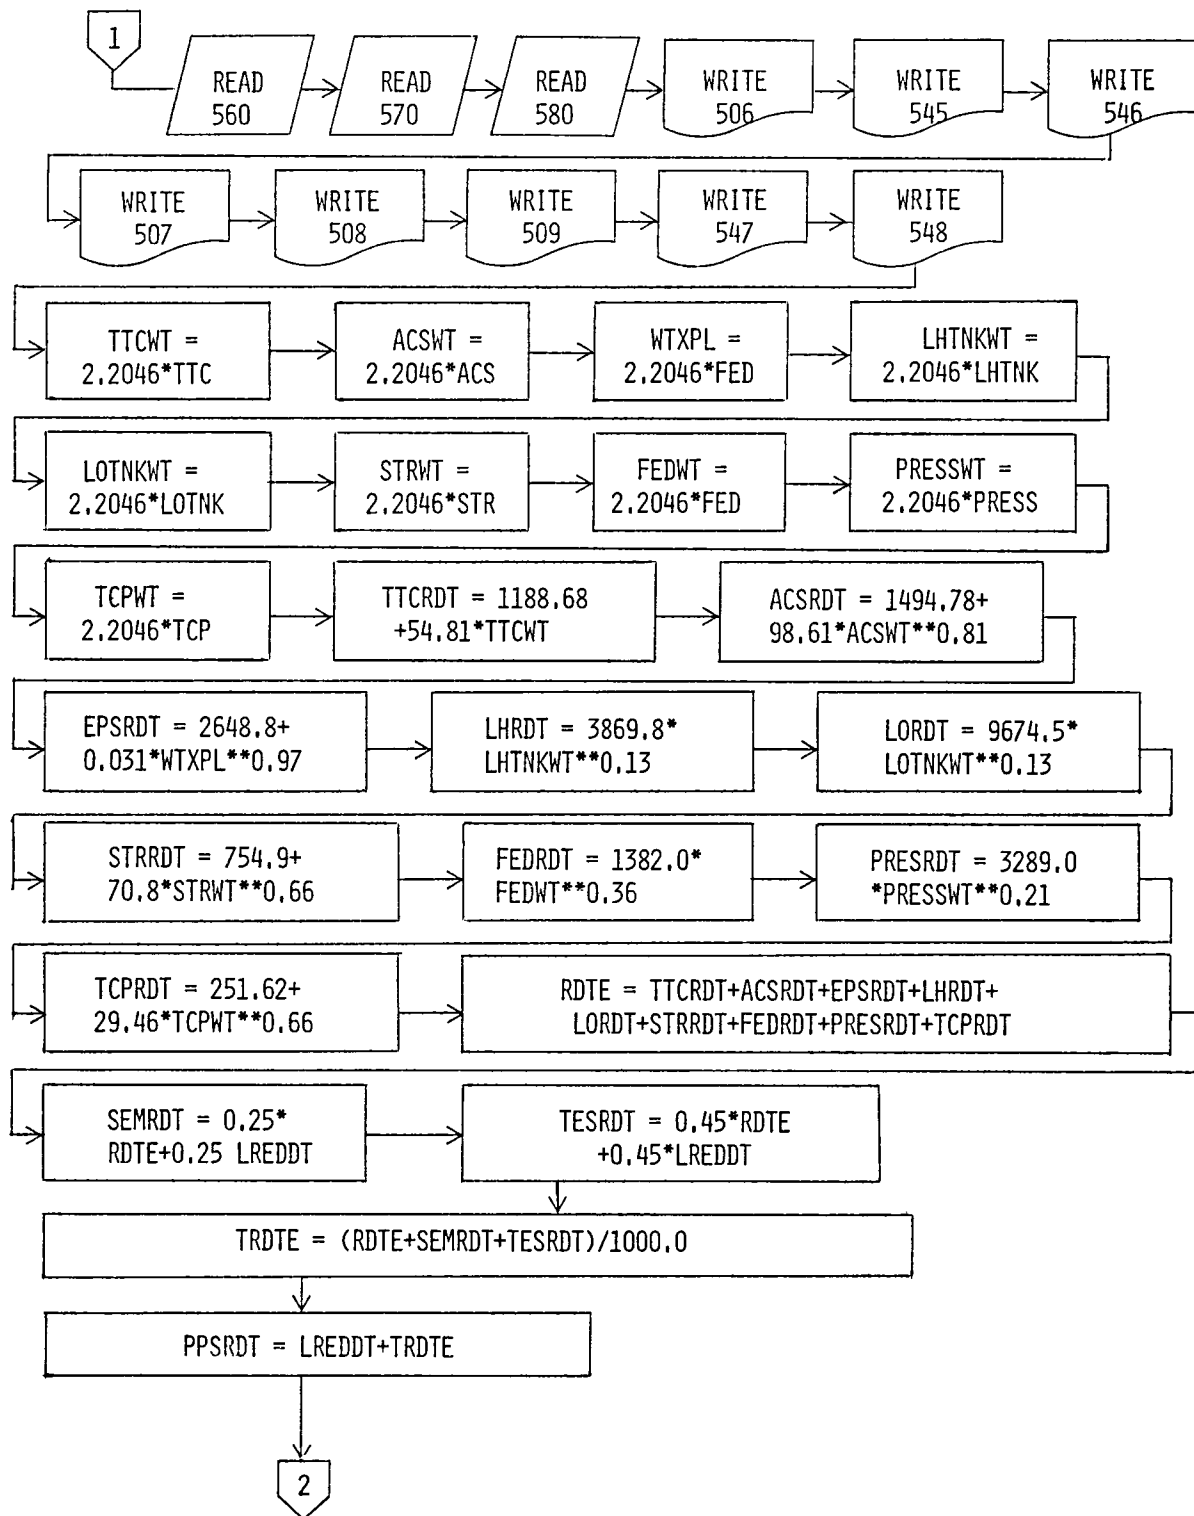 1
READ
560
READ
570
READ
580
WRITE
506
WRITE
545
WRITE
546
WRITE
507
WRITE
508
WRITE
509
WRITE
547
WRITE
548
TTCWT =
2.2046*TTC
ACSWT =
2.2046*ACS
WTXPL =
2.2046*FED
LHTNKWT =
2.2046*LHTNK
LOTNKWT =
2.2046*LOTNK
STRWT =
2.2046*STR
FEDWT =
2.2046*FED
PRESSWT =
2.2046*PRESS
TCPWT =
2.2046*TCP
TTCRDT = 1188.68
+54.81*TTCWT
ACSRDT = 1494.78+
98.61*ACSWT**0.81
EPSRDT = 2648.8+
0.031*WTXPL**0.97
LHRDT = 3869.8*
LHTNKWT**0.13
LORDT = 9674.5*
LOTNKWT**0.13
STRRDT = 754.9+
70.8*STRWT**0.66
FEDRDT = 1382.0*
FEDWT**0.36
PRESRDT = 3289.0
*PRESSWT**0.21
TCPRDT = 251.62+
29.46*TCPWT**0.66
RDTE = TTCRDT+ACSRDT+EPSRDT+LHRDT+
LORDT+STRRDT+FEDRDT+PRESRDT+TCPRDT
SEMRDT = 0.25*
RDTE+0.25 LREDDT
TESRDT = 0.45*RDTE
+0.45*LREDDT
TRDTE = (RDTE+SEMRDT+TESRDT)/1000.0
PPSRDT = LREDDT+TRDTE
2